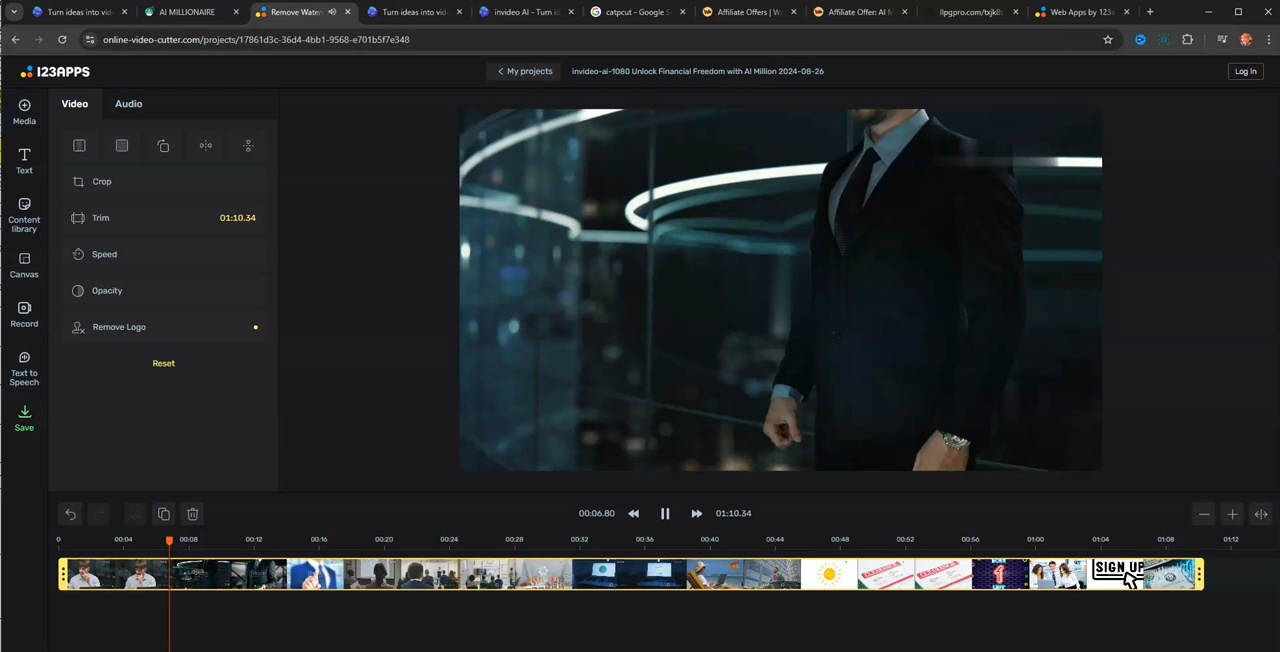 Turn ideas into vid
AI MILLIONAIRE
Remove Water
Turn ideas into vid
invideo AI - Turn id
catpcut - Google S
Affiliate Offers | W
Affiliate Offer: AI M
llpgpro.com/txjk8
Web Apps by 123a
online-video-cutter.com/projects/17861d3c-36d4-4bb1-9568-e701b5f7e348
123APPS
My projects
invideo-ai-1080 Unlock Financial Freedom with AI Million 2024-08-26
Log In
Media
Text
Content library
Canvas
Record
Text to Speech
Save
Video
Audio
Crop
Trim
01:10.34
Speed
Opacity
Remove Logo
Reset
00:06.80
01:10.34
0
00:04
00:08
00:12
00:16
00:20
00:24
00:28
00:32
00:36
00:40
00:44
00:48
00:52
00:56
01:00
01:04
01:08
01:12
SIGN UP